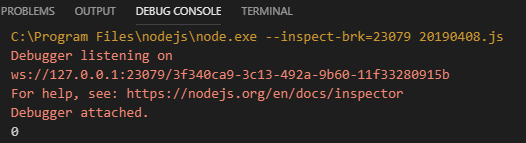 PROBLEMS OUTPUT DEBUG CONSOLE TERMINAL
C:\Program Files\nodejs\node.exe --inspect-brk=23079 20190408.js
Debugger listening on
ws://127.0.0.1:23079/3f340ca9-3c13-492a-9b60-11f33280915b
For help, see: https://nodejs.org/en/docs/inspector
Debugger attached.
0